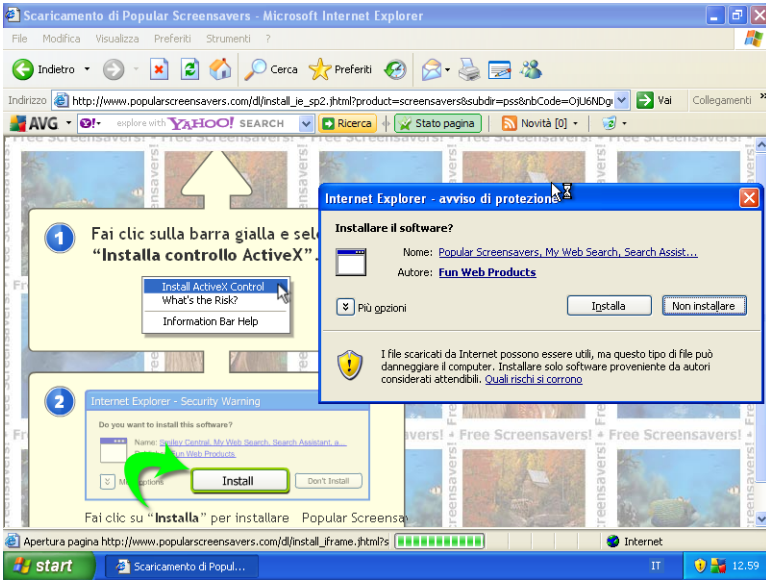 Scaricamento di Popular Screensavers - Microsoft Internet Explorer
File Modifica Visualizza Preferiti Strumenti ?
Indietro Cerca Preferiti
Indirizzo http://www.popularscreensavers.com/dl/install_ie_sp2.jhtml?product=screensavers&subdir=pss&nbCode=OjU6NDg Vai Collegamenti »
AVG Y!· explore with YAHOO! SEARCH Ricerca Stato pagina Novità [0]
Free Screensavers! Free Screensavers! Free Screensavers!
1
Fai clic sulla barra gialla e sel
“Installa controllo ActiveX”.
Install ActiveX Control
What's the Risk?
Information Bar Help
Internet Explorer - avviso di protezione
Installare il software?
Nome: Popular Screensavers, My Web Search, Search Assist...
Autore: Fun Web Products
Più opzioni
Installa
Non installare
I file scaricati da Internet possono essere utili, ma questo tipo di file può
danneggiare il computer. Installare solo software proveniente da autori
considerati attendibili. Quali rischi si corrono
2
Internet Explorer - Security Warning
Do you want to install this software?
Name: Smiley Central, My Web Search, Search Assistant, a...
Fun Web Products
Install
Don't Install
Free Screensavers!
Fai clic su “Installa” per installare Popular Screensa
Apertura pagina http://www.popularscreensavers.com/dl/install_iframe.jhtml?s
Internet
start
Scaricamento di Popul...
IT
12.59